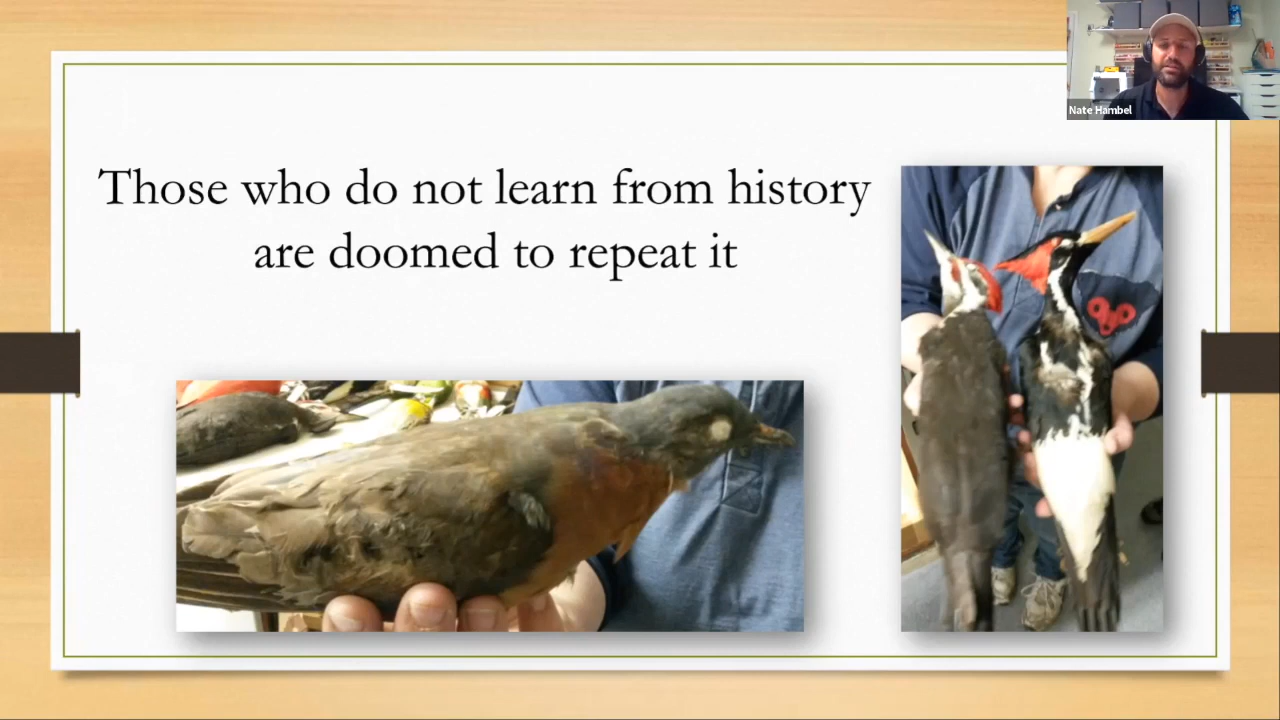 Nate Hambel
Those who do not learn from history
are doomed to repeat it